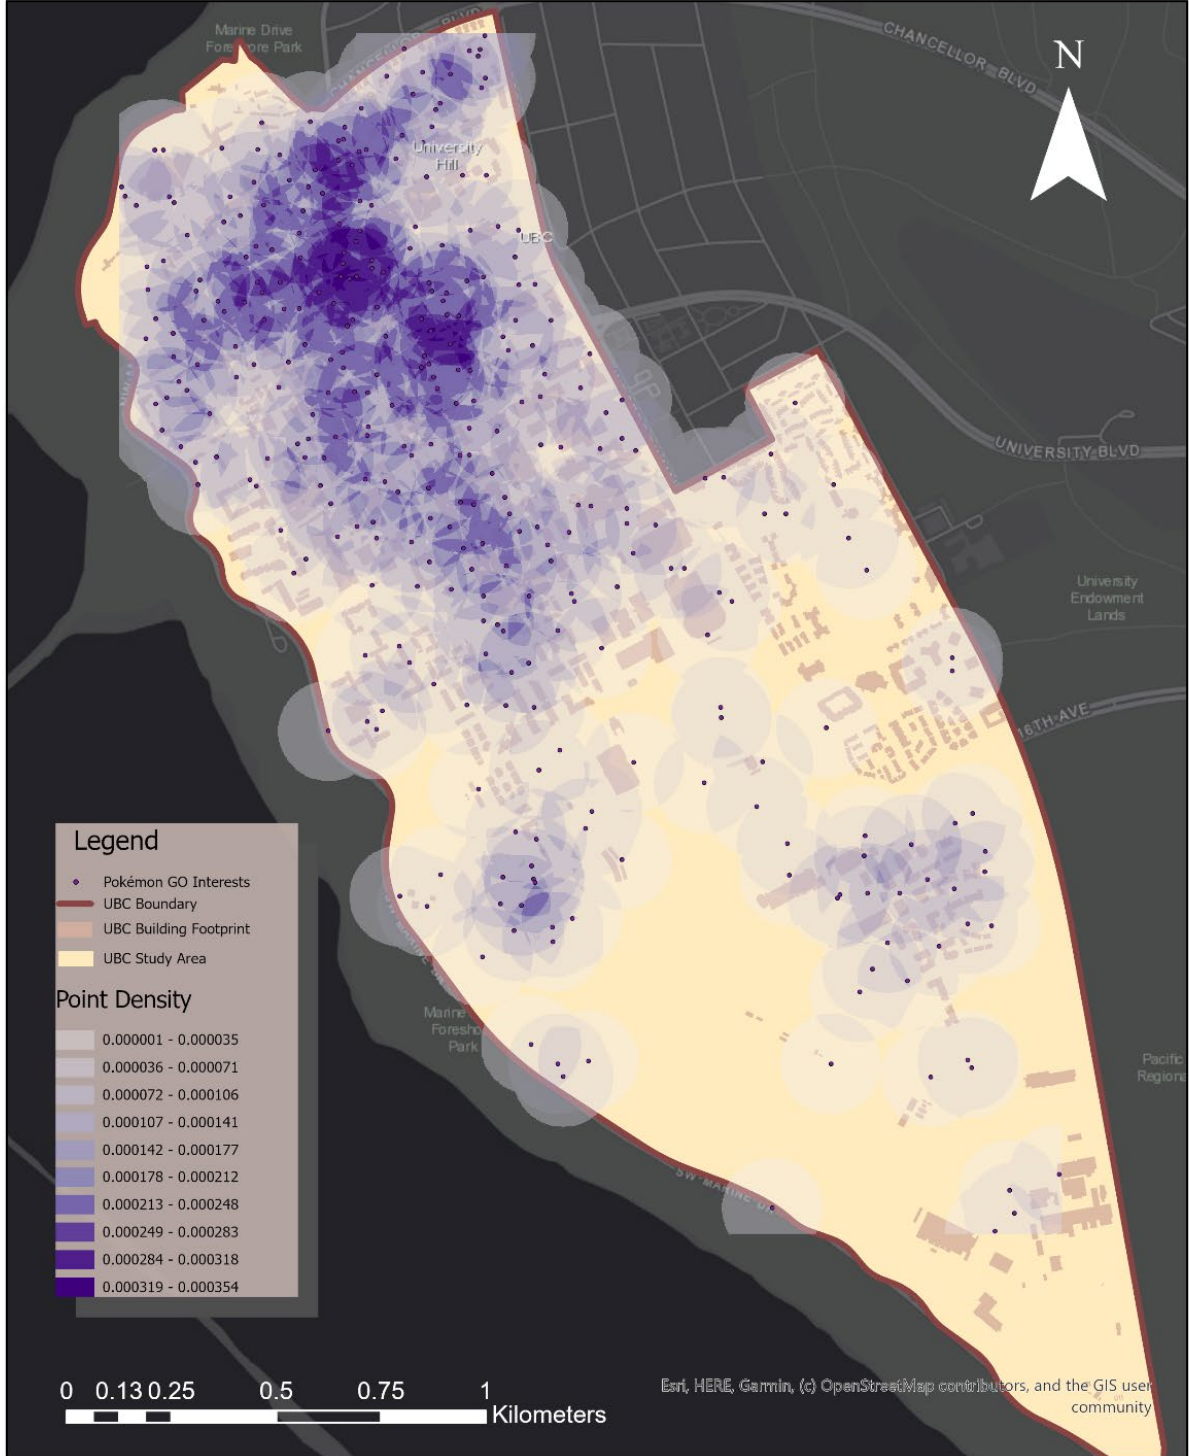 Marine Drive
Foreshore Park
CHANCELLOR BLVD
CHANCELLOR BLVD
N
University
Hill
UBC
UNIVERSITY BLVD
University
Endowment
Lands
16TH AVE
Legend
Pokémon GO Interests
UBC Boundary
UBC Building Footprint
UBC Study Area
Point Density
0.000001 - 0.000035
0.000036 - 0.000071
0.000072 - 0.000106
0.000107 - 0.000141
0.000142 - 0.000177
0.000178 - 0.000212
0.000213 - 0.000248
0.000249 - 0.000283
0.000284 - 0.000318
0.000319 - 0.000354
Marine
Foresho
Park
Pacific
Regiona
SW MARINE DR
0 0.13 0.25 0.5 0.75 1
Kilometers
Esri, HERE, Garmin, (c) OpenStreetMap contributors, and the GIS user
community